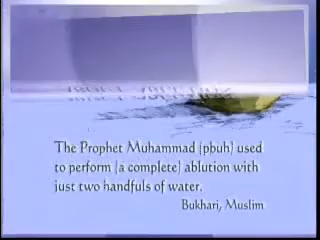 The Prophet Muhammad {pbuh} used
to perform {a complete} ablution with
just two handfuls of water.
Bukhari, Muslim